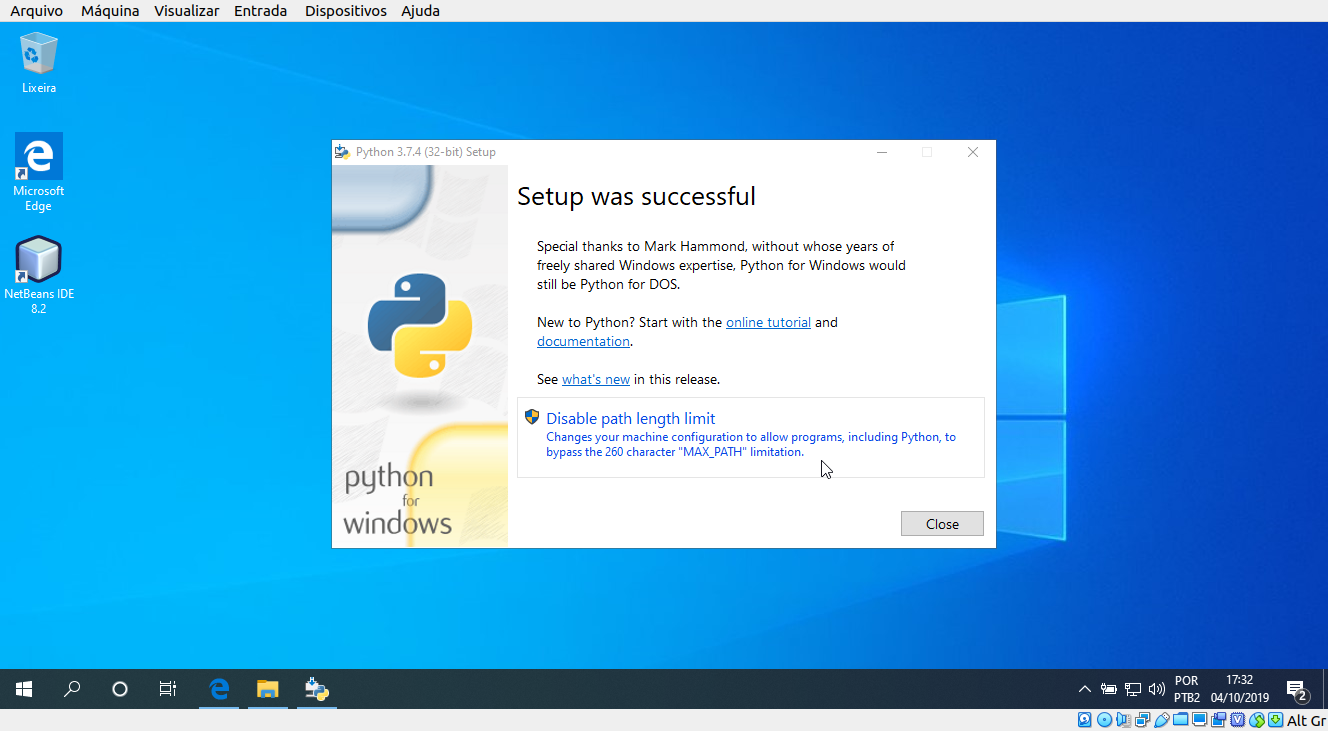 Arquivo Máquina Visualizar Entrada Dispositivos Ajuda
Lixeira
Microsoft
Edge
NetBeans IDE
8.2
Python 3.7.4 (32-bit) Setup
Setup was successful
Special thanks to Mark Hammond, without whose years of
freely shared Windows expertise, Python for Windows would
still be Python for DOS.
New to Python? Start with the online tutorial and
documentation.
See what's new in this release.
Disable path length limit
Changes your machine configuration to allow programs, including Python, to
bypass the 260 character "MAX_PATH" limitation.
python
for
windows
Close
POR
PTB2
17:32
04/10/2019
2
Alt Gr